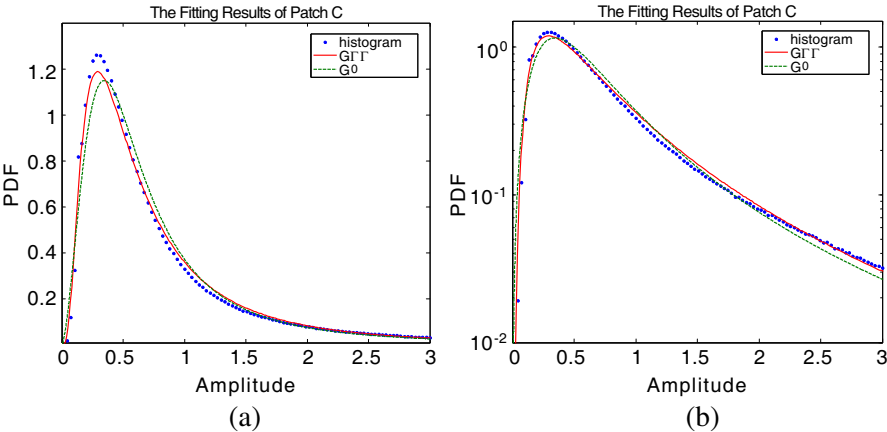 The Fitting Results of Patch C
histogram
GΓΓ
G0
PDF
1.2
1
0.8
0.6
0.4
0.2
0
0.5
1
1.5
2
2.5
3
Amplitude
(a)
The Fitting Results of Patch C
histogram
GΓΓ
G0
PDF
10^0
10^-1
10^-2
0
0.5
1
1.5
2
2.5
3
Amplitude
(b)